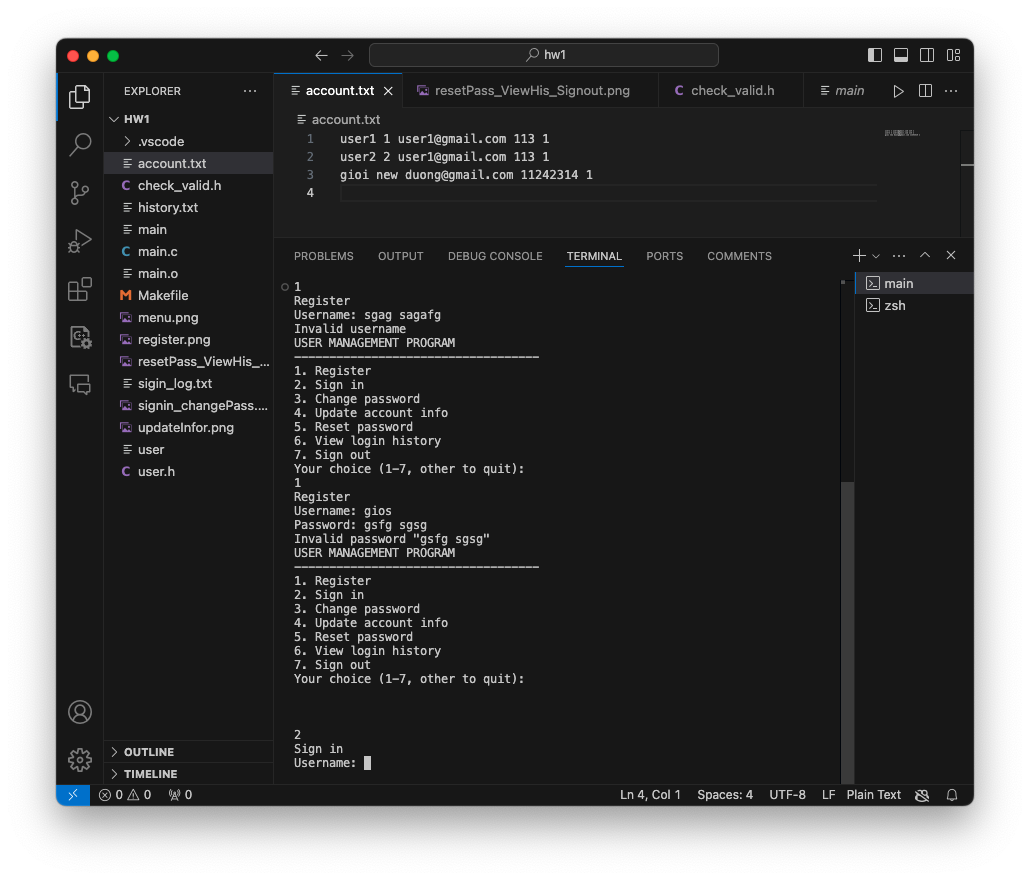 hw1
EXPLORER
HW1
.vscode
account.txt
check_valid.h
history.txt
main
main.c
main.o
Makefile
menu.png
register.png
resetPass_ViewHis_...
sigin_log.txt
signin_changePass....
updateInfor.png
user
user.h
OUTLINE
TIMELINE
account.txt
resetPass_ViewHis_Signout.png
check_valid.h
main
account.txt
1 user1 1 user1@gmail.com 113 1
2 user2 2 user1@gmail.com 113 1
3 gioi new duong@gmail.com 11242314 1
4
PROBLEMS OUTPUT DEBUG CONSOLE TERMINAL PORTS COMMENTS
1
Register
Username: sgag sagafg
Invalid username
USER MANAGEMENT PROGRAM
-----------------------------------
1. Register
2. Sign in
3. Change password
4. Update account info
5. Reset password
6. View login history
7. Sign out
Your choice (1-7, other to quit):
1
Register
Username: gios
Password: gsfg sgsg
Invalid password "gsfg sgsg"
USER MANAGEMENT PROGRAM
-----------------------------------
1. Register
2. Sign in
3. Change password
4. Update account info
5. Reset password
6. View login history
7. Sign out
Your choice (1-7, other to quit):
2
Sign in
Username:
main
zsh
0 0 0
Ln 4, Col 1 Spaces: 4 UTF-8 LF Plain Text